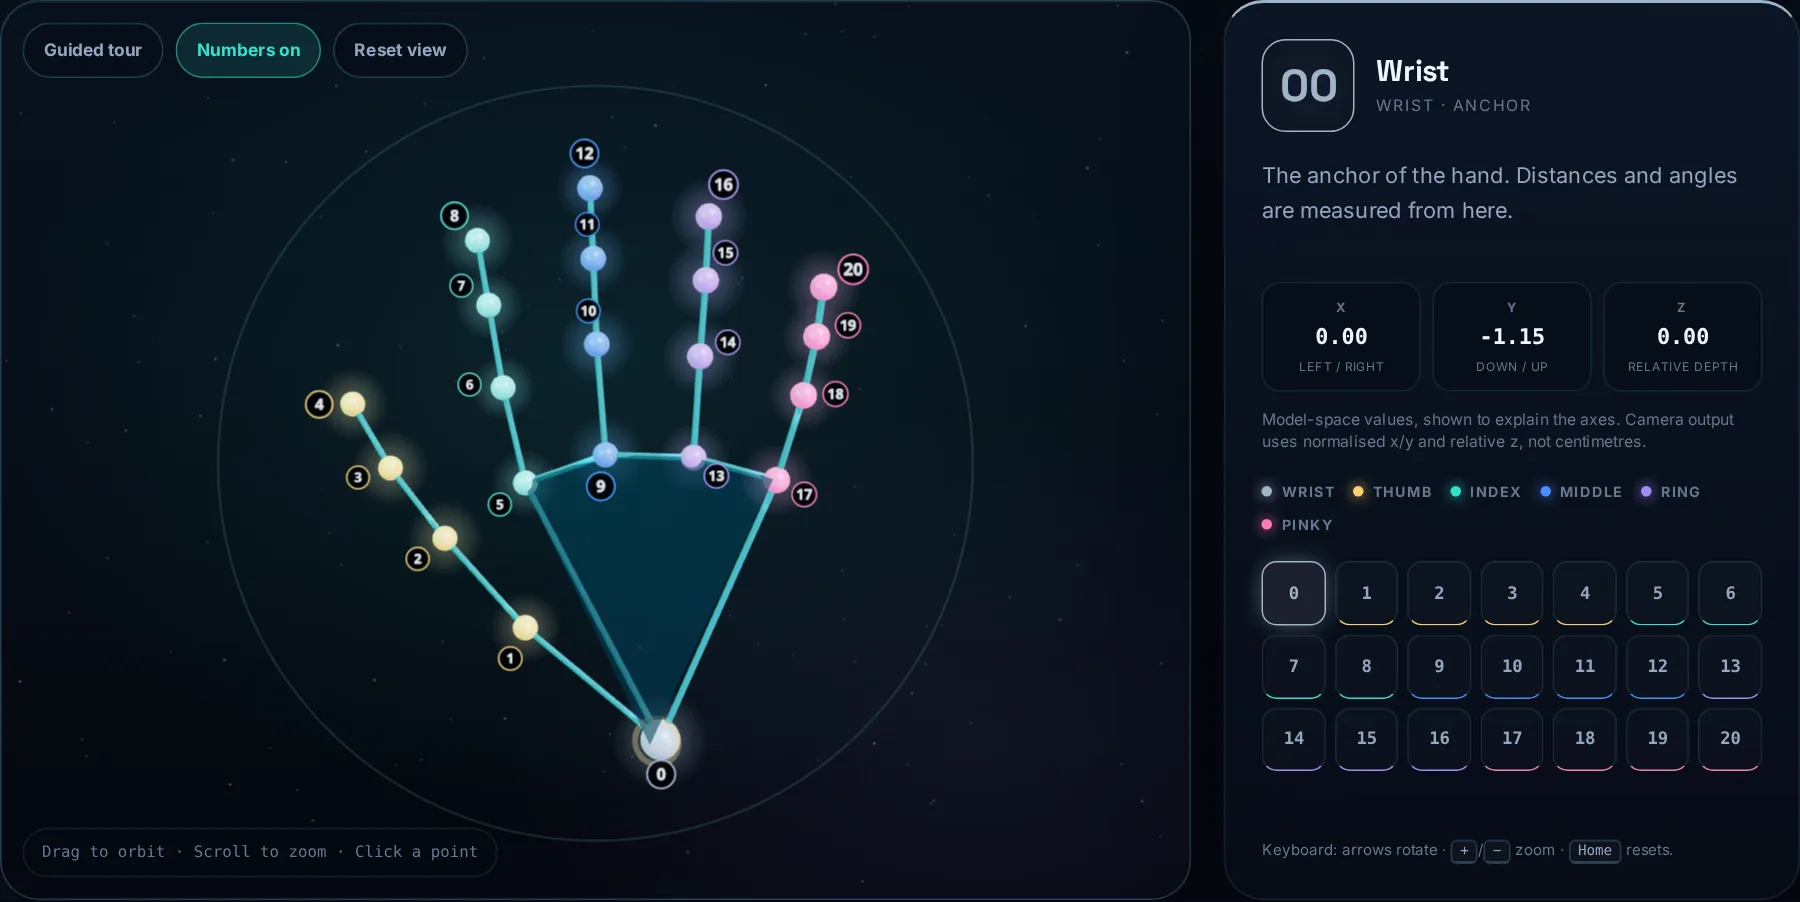 Guided tour
Numbers on
Reset view
12
16
8
11
15
20
7
10
19
14
6
18
4
3
9
13
5
17
2
1
0
Drag to orbit · Scroll to zoom · Click a point
00
Wrist
WRIST · ANCHOR
The anchor of the hand. Distances and angles
are measured from here.
X
0.00
LEFT / RIGHT
Y
-1.15
DOWN / UP
Z
0.00
RELATIVE DEPTH
Model-space values, shown to explain the axes. Camera output
uses normalised x/y and relative z, not centimetres.
WRIST THUMB INDEX MIDDLE RING
PINKY
0 1 2 3 4 5 6
7 8 9 10 11 12 13
14 15 16 17 18 19 20
Keyboard: arrows rotate · + / − zoom · Home resets.